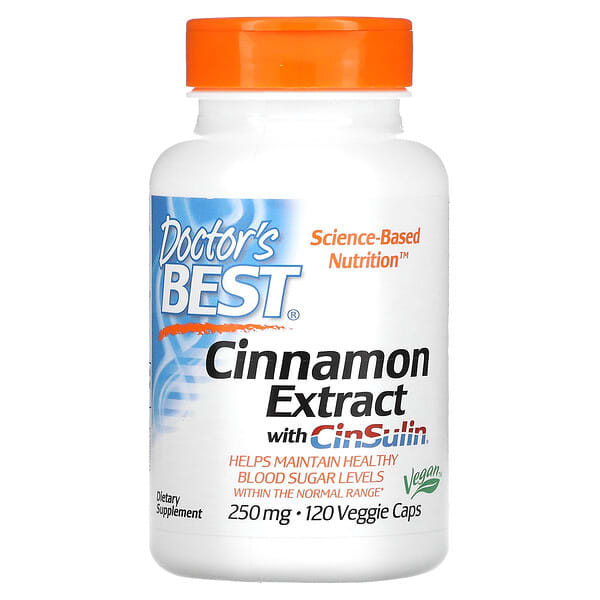 Doctor's
BEST®
Science-Based
Nutrition™
Cinnamon
Extract
with CinSulin®
HELPS MAINTAIN HEALTHY
BLOOD SUGAR LEVELS
WITHIN THE NORMAL RANGE*
Vegan
Dietary
Supplement
250 mg • 120 Veggie Caps